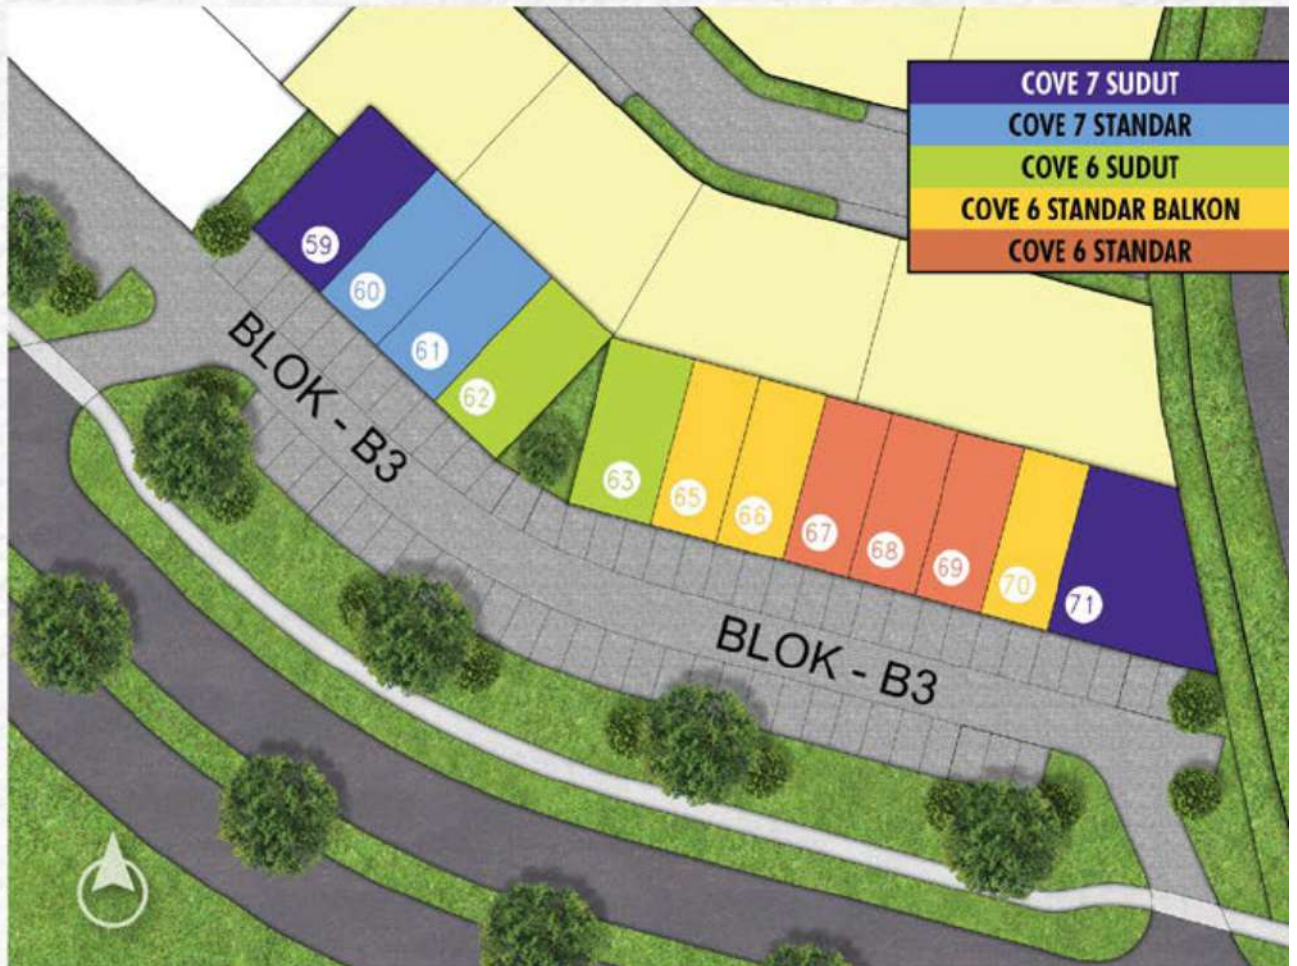 COVE 7 SUDUT
COVE 7 STANDAR
COVE 6 SUDUT
COVE 6 STANDAR BALKON
COVE 6 STANDAR
59
60
61
62
63
65
66
67
68
69
70
71
BLOK - B3
BLOK - B3